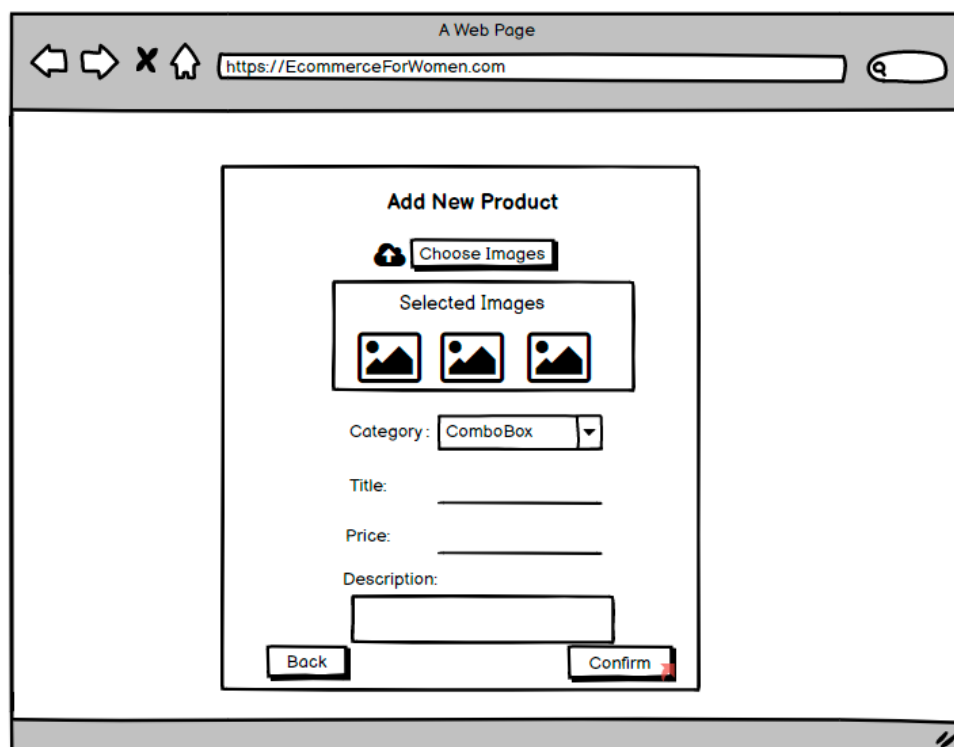 A Web Page
https://EcommerceForWomen.com
Add New Product
Choose Images
Selected Images
Category: ComboBox
Title:
Price:
Description:
Back Confirm